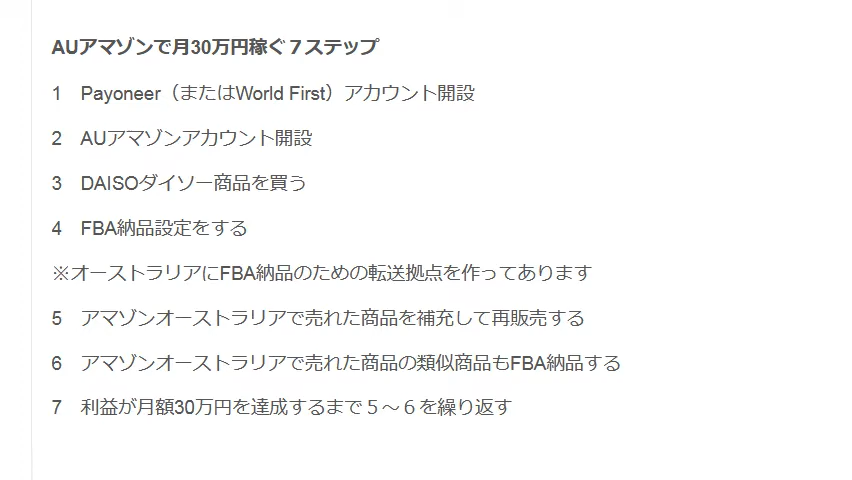 AUアマゾンで月30万円稼ぐ７ステップ
1　Payoneer（またはWorld First）アカウント開設
2　AUアマゾンアカウント開設
3　DAISOダイソー商品を買う
4　FBA納品設定をする
※オーストラリアにFBA納品のための転送拠点を作ってあります
5　アマゾンオーストラリアで売れた商品を補充して再販売する
6　アマゾンオーストラリアで売れた商品の類似商品もFBA納品する
7　利益が月額30万円を達成するまで５～６を繰り返す